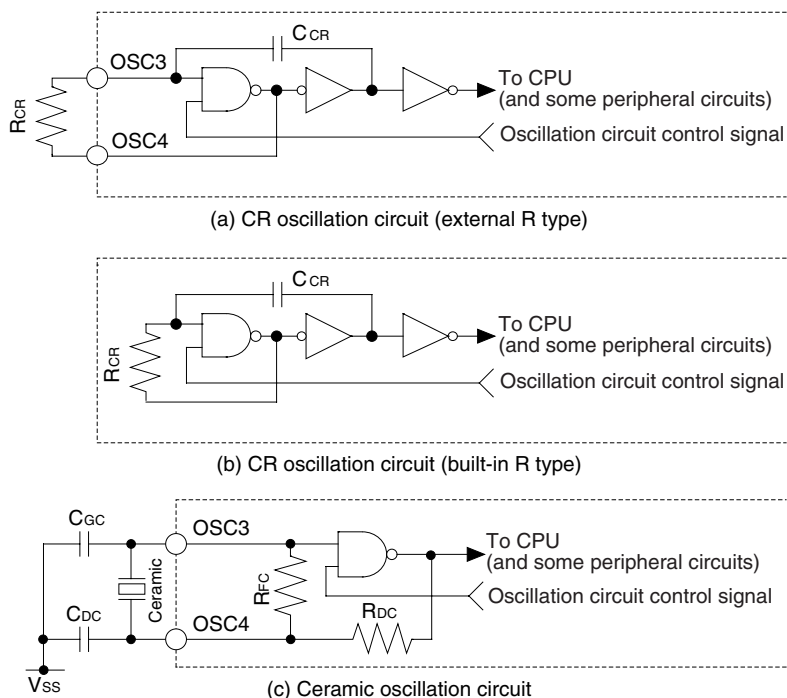 CCR
OSC3
To CPU
(and some peripheral circuits)
RCR
OSC4
Oscillation circuit control signal
(a) CR oscillation circuit (external R type)
CCR
To CPU
(and some peripheral circuits)
RCR
Oscillation circuit control signal
(b) CR oscillation circuit (built-in R type)
CGC
OSC3
To CPU
(and some peripheral circuits)
Ceramic
RFC
Oscillation circuit control signal
CDC
OSC4
RDC
VSS
(c) Ceramic oscillation circuit